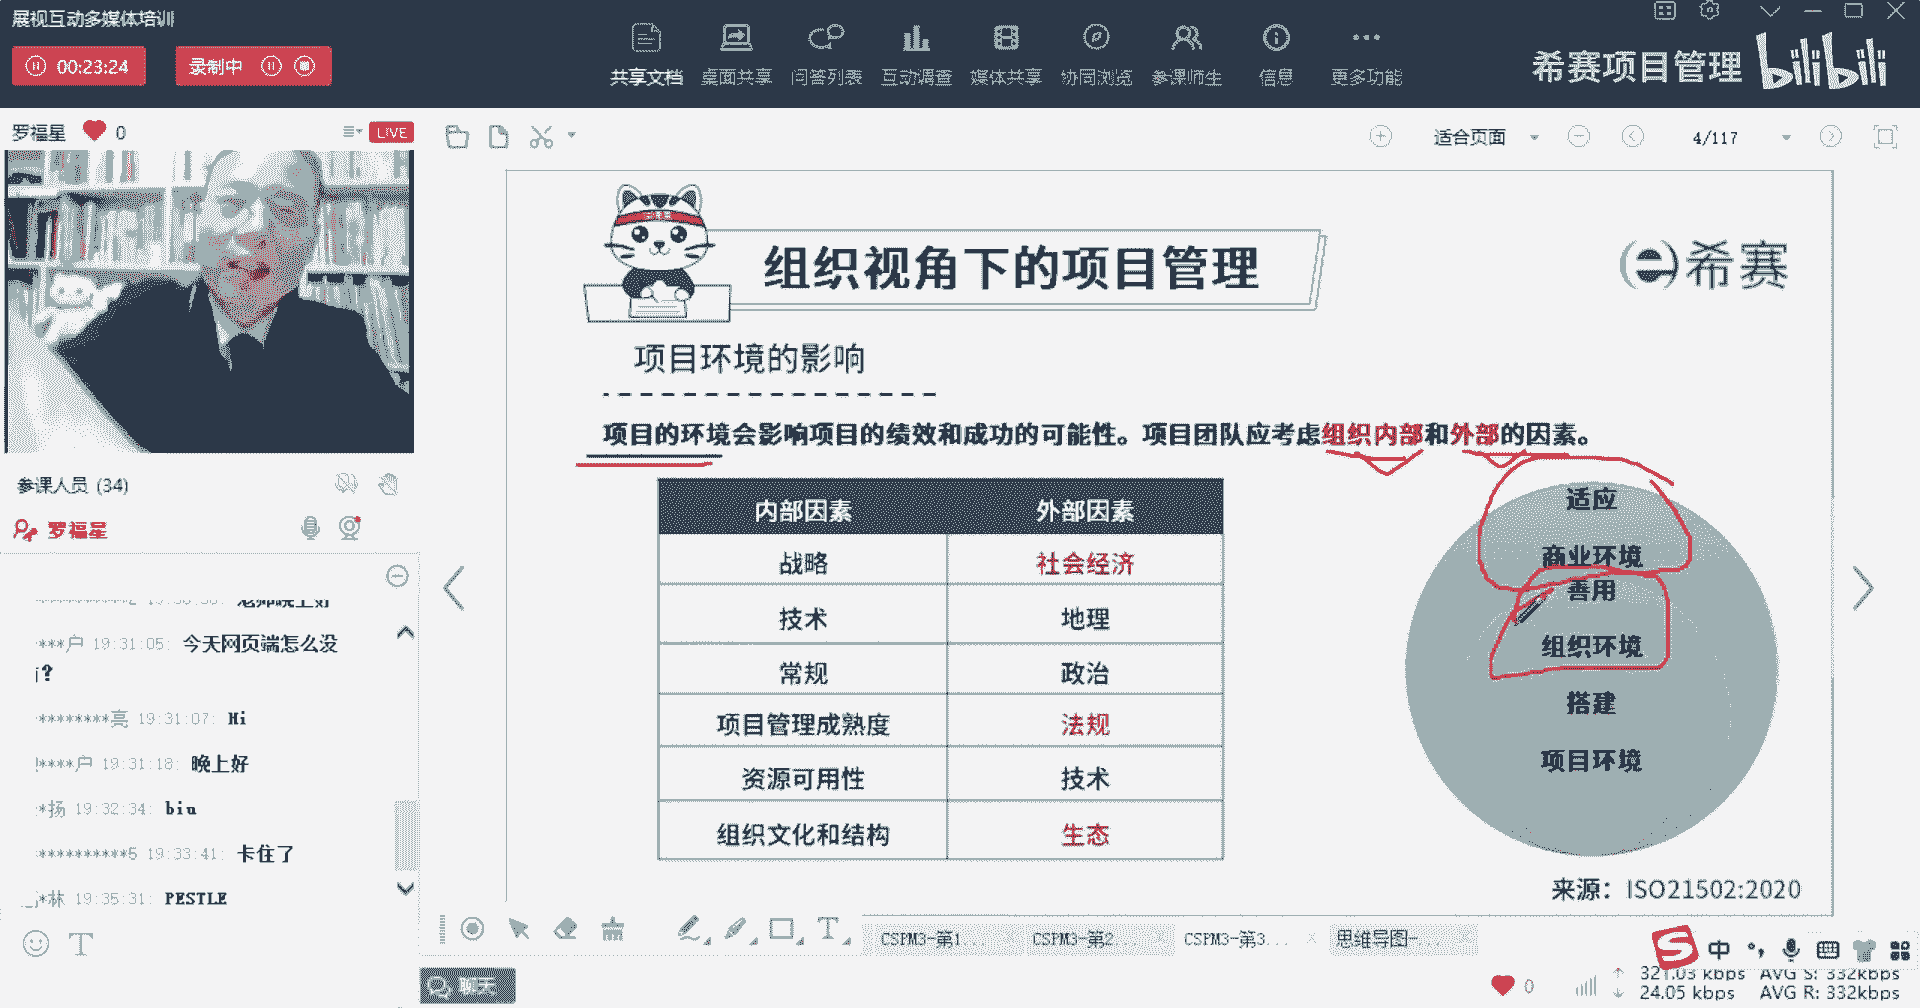 展视互动多媒体培训
00:23:24
录制中
共享文档 桌面共享 问答列表 互动调查 媒体共享 协同浏览 参课师生 信息 更多功能
希赛项目管理 bilibili
罗福星 0
LIVE
适合页面
4/117
参课人员 (34)
罗福星
老师晚上好
***户 19:31:05: 今天网页端怎么没
?
********亮 19:31:07: Hi
****户 19:31:18: 晚上好
*扬 19:32:34: biu
**********5 19:33:41: 卡住了
*林 19:35:31: PESTLE
组织视角下的项目管理
希赛
项目环境的影响
项目的环境会影响项目的绩效和成功的可能性。项目团队应考虑组织内部和外部的因素。
内部因素 外部因素
战略 社会经济
技术 地理
常规 政治
项目管理成熟度 法规
资源可用性 技术
组织文化和结构 生态
适应
商业环境
善用
组织环境
搭建
项目环境
来源：ISO21502:2020
CSPM3-第1...
CSPM3-第2...
CSPM3-第3...
思维导图-...
聊天
中
0
321.03 kbps AVG S: 332kbps
24.05 kbps AVG R: 332kbps